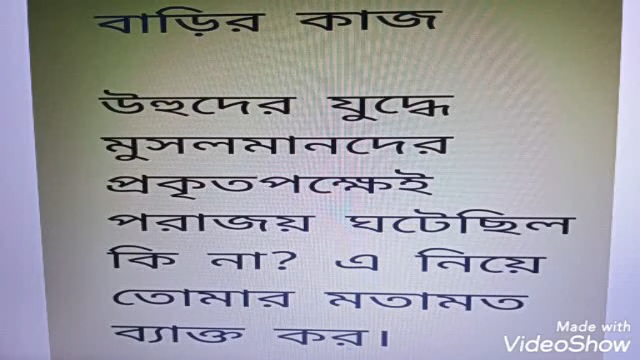 বাড়ির কাজ
উহুদের যুদ্ধে
মুসলমানদের
প্রকৃতপক্ষেই
পরাজয় ঘটেছিল
কি না? এ নিয়ে
তোমার মতামত
ব্যাক্ত কর।
Made with
VideoShow